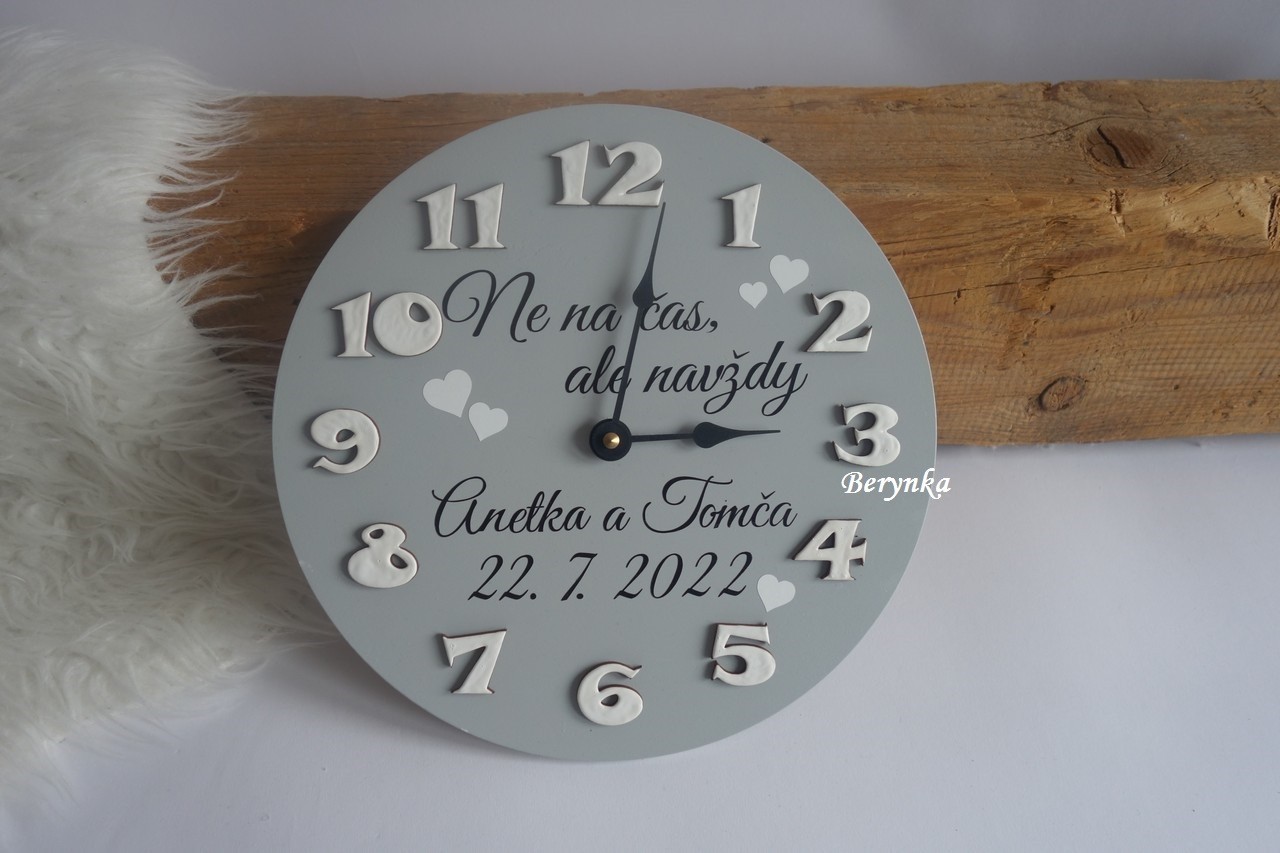 12
11
1
10
Ne na čas,
2
ale navždy
9
3
Berynka
Anetka a Tomča
8
4
22. 7. 2022
7
5
6